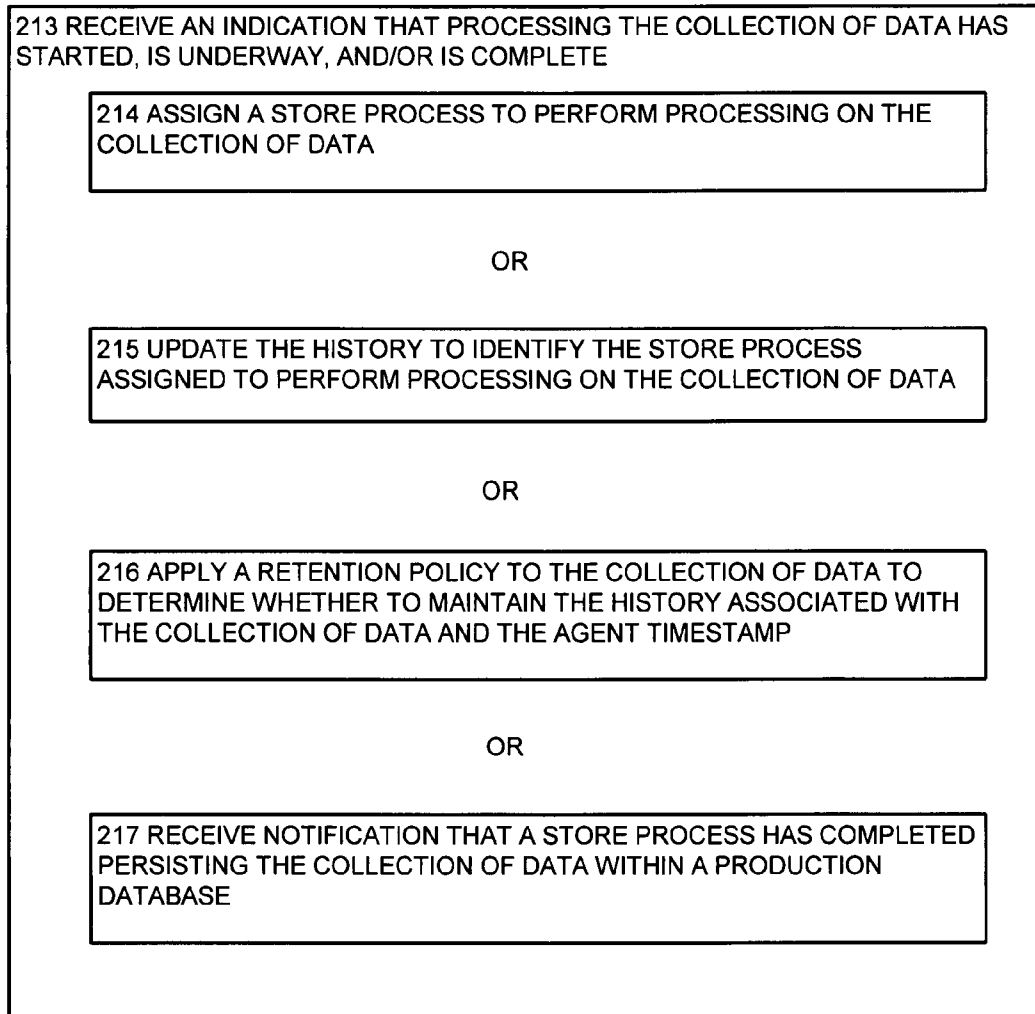 213 RECEIVE AN INDICATION THAT PROCESSING THE COLLECTION OF DATA HAS
STARTED, IS UNDERWAY, AND/OR IS COMPLETE
214 ASSIGN A STORE PROCESS TO PERFORM PROCESSING ON THE
COLLECTION OF DATA
OR
215 UPDATE THE HISTORY TO IDENTIFY THE STORE PROCESS
ASSIGNED TO PERFORM PROCESSING ON THE COLLECTION OF DATA
OR
216 APPLY A RETENTION POLICY TO THE COLLECTION OF DATA TO
DETERMINE WHETHER TO MAINTAIN THE HISTORY ASSOCIATED WITH
THE COLLECTION OF DATA AND THE AGENT TIMESTAMP
OR
217 RECEIVE NOTIFICATION THAT A STORE PROCESS HAS COMPLETED
PERSISTING THE COLLECTION OF DATA WITHIN A PRODUCTION
DATABASE